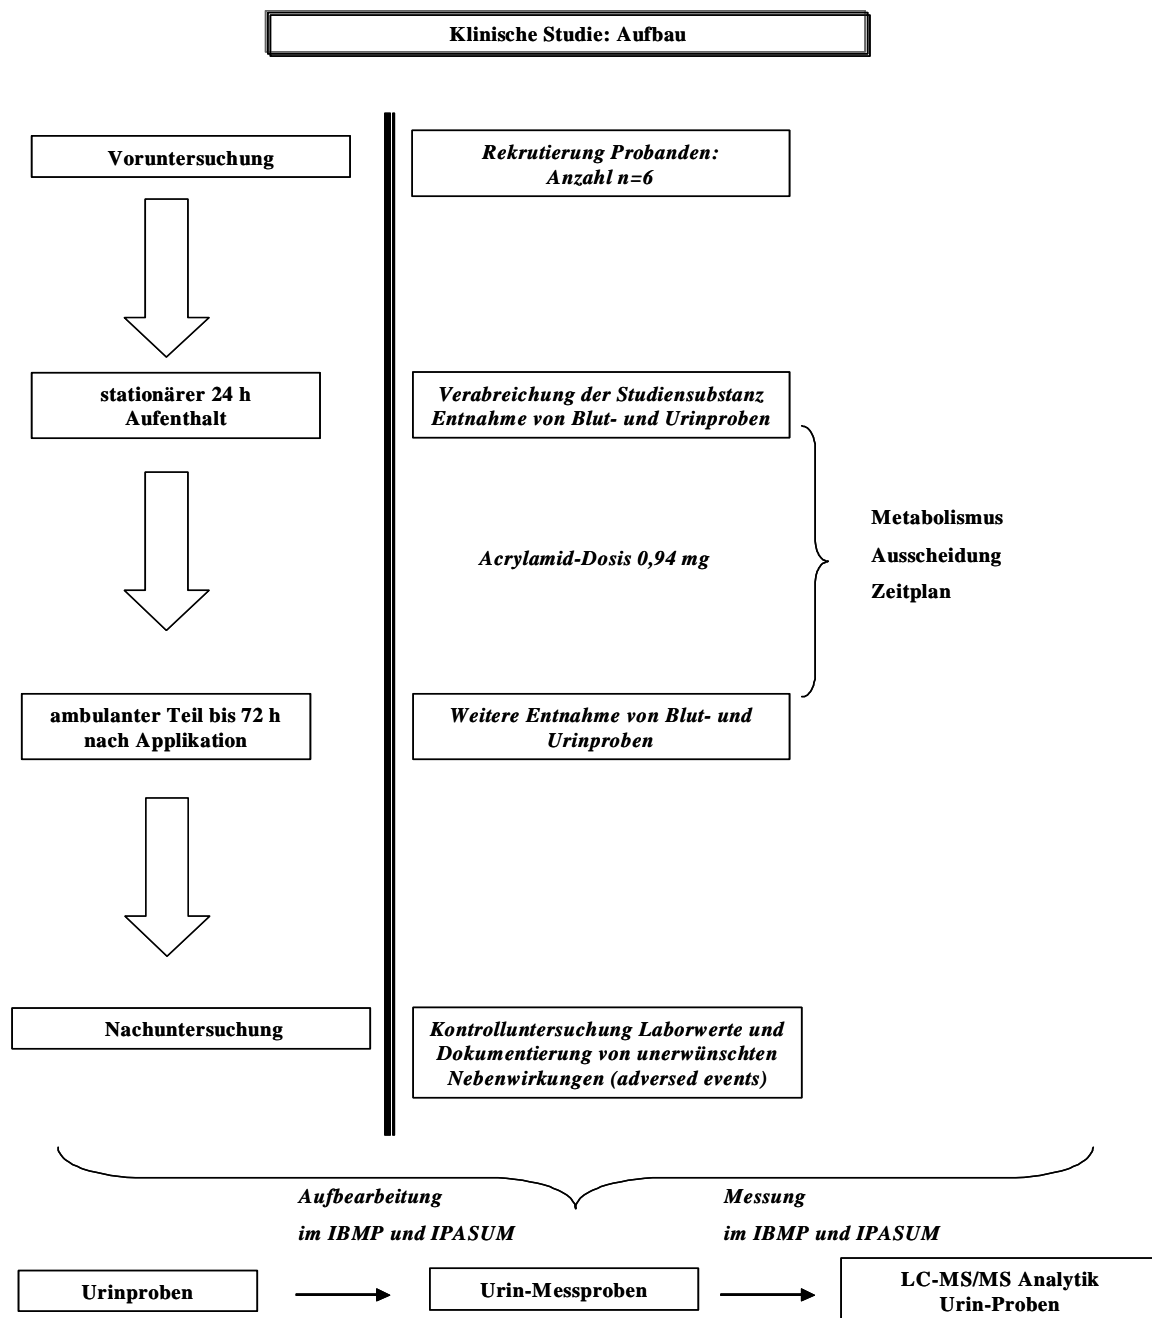 Klinische Studie: Aufbau
Voruntersuchung
Rekrutierung Probanden:
Anzahl n=6
stationärer 24 h
Aufenthalt
Verabreichung der Studiensubstanz
Entnahme von Blut- und Urinproben
Acrylamid-Dosis 0,94 mg
Metabolismus
Ausscheidung
Zeitplan
ambulanter Teil bis 72 h
nach Applikation
Weitere Entnahme von Blut- und
Urinproben
Nachuntersuchung
Kontrolluntersuchung Laborwerte und
Dokumentierung von unerwünschten
Nebenwirkungen (adversed events)
Aufbearbeitung
im IBMP und IPASUM
Messung
im IBMP und IPASUM
Urinproben
Urin-Messproben
LC-MS/MS Analytik
Urin-Proben